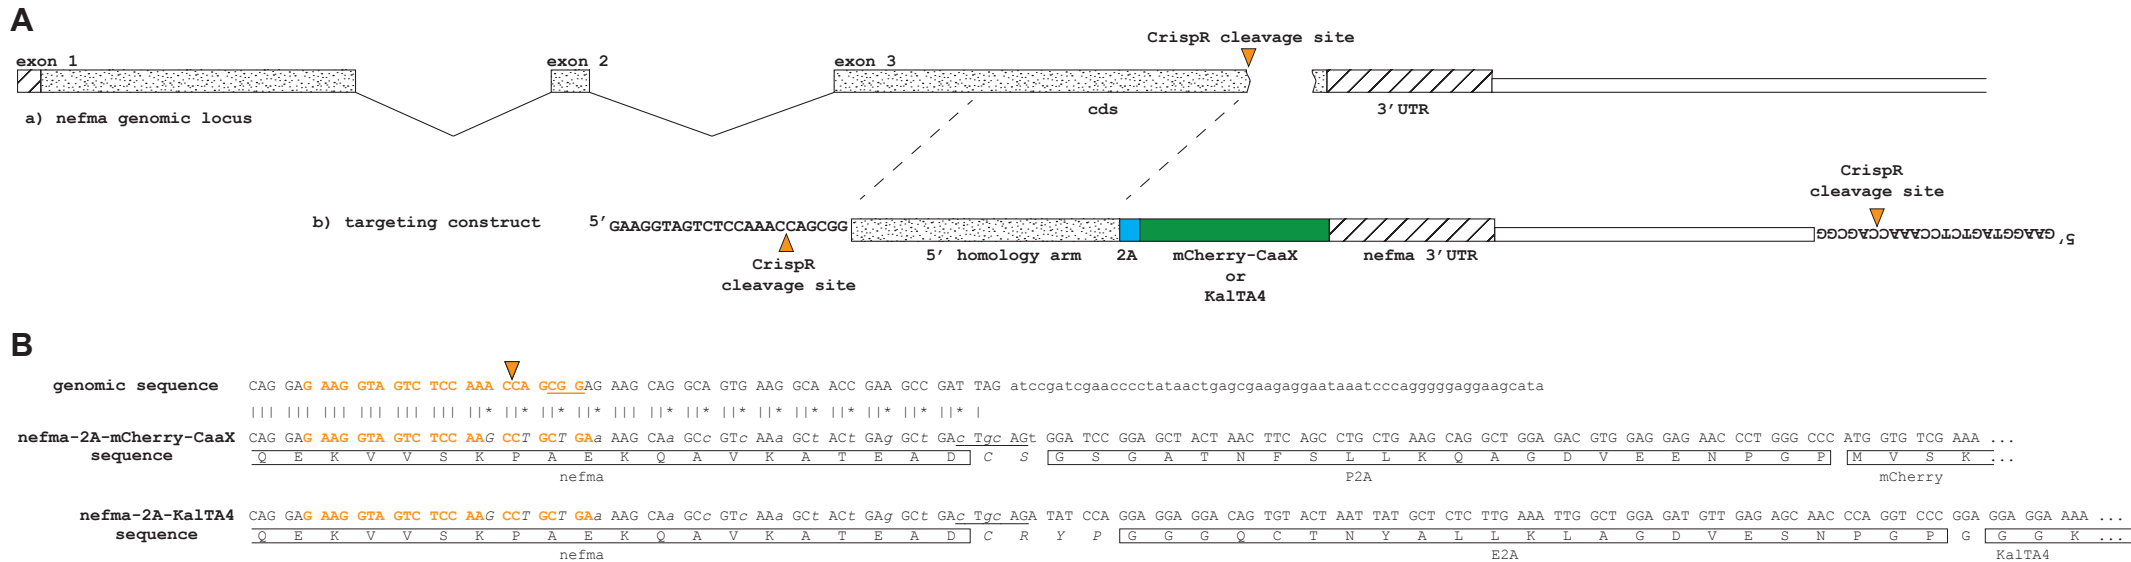 A
CrispR cleavage site
exon 1
exon 2
exon 3
cds
3’UTR
a) nefma genomic locus
CrispR
cleavage site
b) targeting construct
5’GAAGGTAGTCTCCAAACCAGCGG
5’GAAGGTAGTCTCCAAACCAGCGG
5’ homology arm
2A
mCherry-CaaX
or
KalTA4
nefma 3’UTR
CrispR
cleavage site
B
genomic sequence
CAG GAG AAG GTA GTC TCC AAA CCA GCG GAG AAG CAG GCA GTG AAG GCA ACC GAA GCC GAT TAG atccgatcgaacccctataactgagcgaagaggaataaatcccagggggaggaagcata
||| ||| ||| ||| ||| ||| ||* ||* ||* ||* ||| ||* ||* ||* ||* ||* ||* ||* ||* ||* |
nefma-2A-mCherry-CaaX
sequence
CAG GAG AAG GTA GTC TCC AAG CCT GCT GAa AAG CAa GCc GTc AAa GCt ACt GAg GCt GAc Tgc AGt GGA TCC GGA GCT ACT AAC TTC AGC CTG CTG AAG CAG GCT GGA GAC GTG GAG GAG AAC CCT GGG CCC ATG GTG TCG AAA ...
Q E K V V S K P A E K Q A V K A T E A D C S G S G A T N F S L L K Q A G D V E E N P G P M V S K ...
nefma
P2A
mCherry
nefma-2A-KalTA4
sequence
CAG GAG AAG GTA GTC TCC AAG CCT GCT GAa AAG CAa GCc GTc AAa GCt ACt GAg GCt GAc Tgc AGA TAT CCA GGA GGA GGA CAG TGT ACT AAT TAT GCT CTC TTG AAA TTG GCT GGA GAT GTT GAG AGC AAC CCA GGT CCC GGA GGA GGA AAA ...
Q E K V V S K P A E K Q A V K A T E A D C R Y P G G G Q C T N Y A L L K L A G D V E S N P G P G G G K ...
nefma
E2A
KalTA4